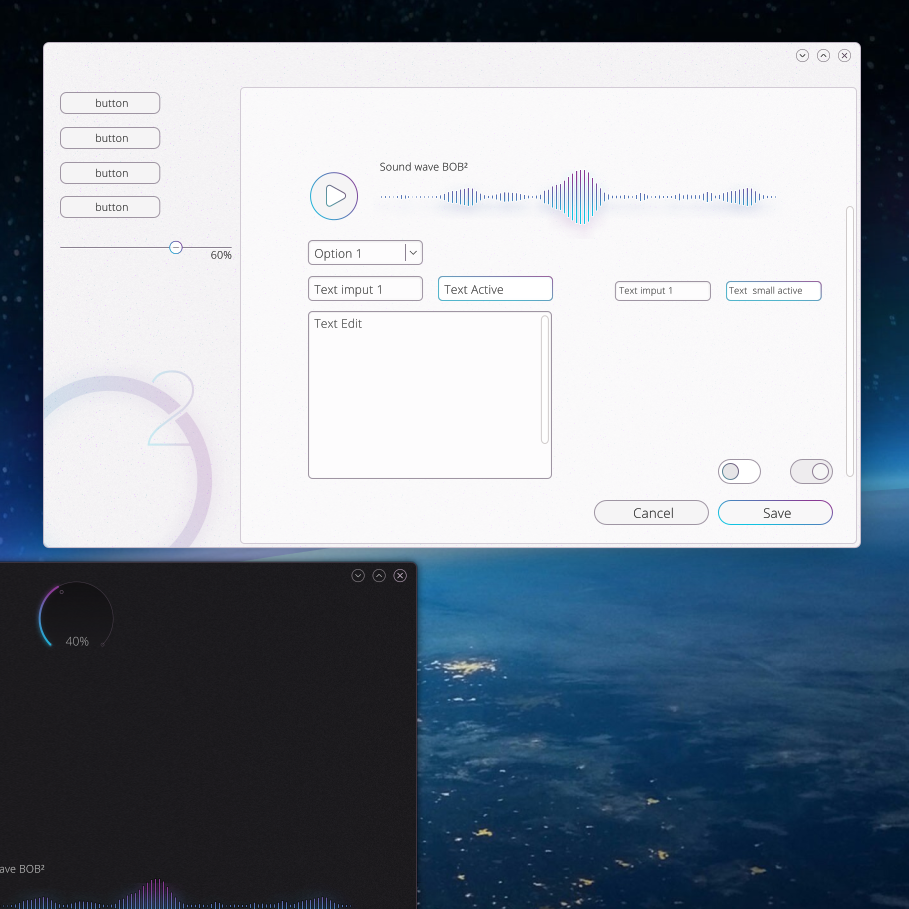 button
button
button
button
60%
2
Sound wave BOB²
Option 1
Text imput 1
Text Active
Text imput 1
Text small active
Text Edit
Cancel
Save
40%
ave BOB²